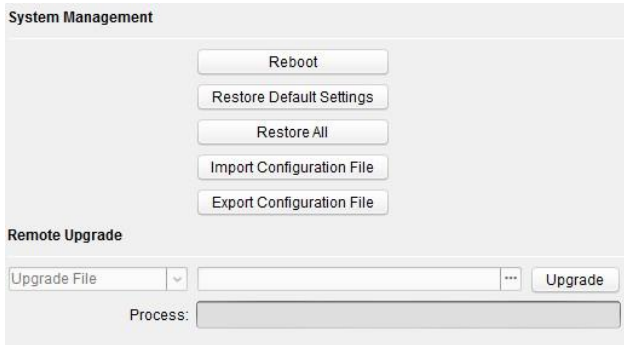 System Management
Reboot
Restore Default Settings
Restore All
Import Configuration File
Export Configuration File
Remote Upgrade
Upgrade File ... Upgrade
Process: